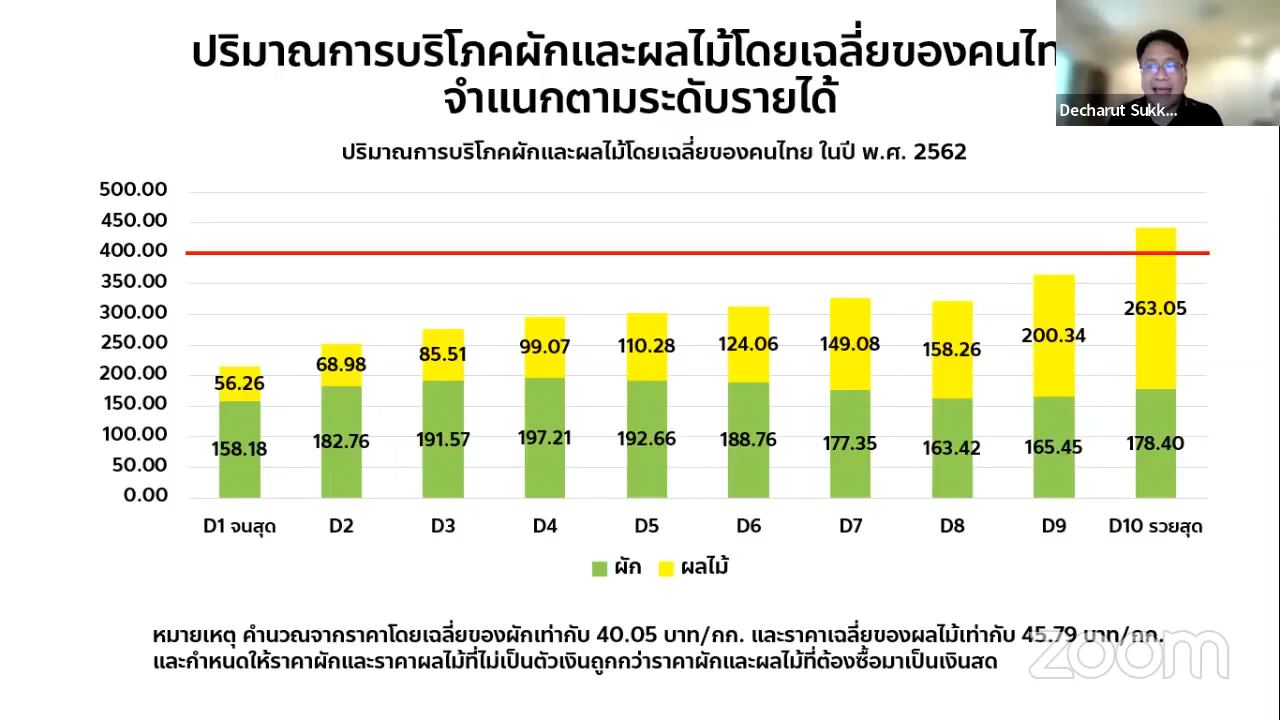 ปริมาณการบริโภคผักและผลไม้โดยเฉลี่ยของคนไท
จำแนกตามระดับรายได้
Decharut Sukk...
ปริมาณการบริโภคผักและผลไม้โดยเฉลี่ยของคนไทย ในปี พ.ศ. 2562
500.00
450.00
400.00
350.00
300.00
250.00
200.00
150.00
100.00
50.00
0.00
56.26
68.98
85.51
99.07
110.28
124.06
149.08
158.26
200.34
263.05
158.18
182.76
191.57
197.21
192.66
188.76
177.35
163.42
165.45
178.40
D1 จนสุด
D2
D3
D4
D5
D6
D7
D8
D9
D10 รวยสุด
ผัก
ผลไม้
หมายเหตุ คำนวณจากราคาโดยเฉลี่ยของผักเท่ากับ 40.05 บาท/กก. และราคาเฉลี่ยของผลไม้เท่ากับ 45.79 บาท/กก.
และกำหนดให้ราคาผักและราคาผลไม้ที่ไม่เป็นตัวเงินถูกกว่าราคาผักและผลไม้ที่ต้องซื้อมาเป็นเงินสด
zoom